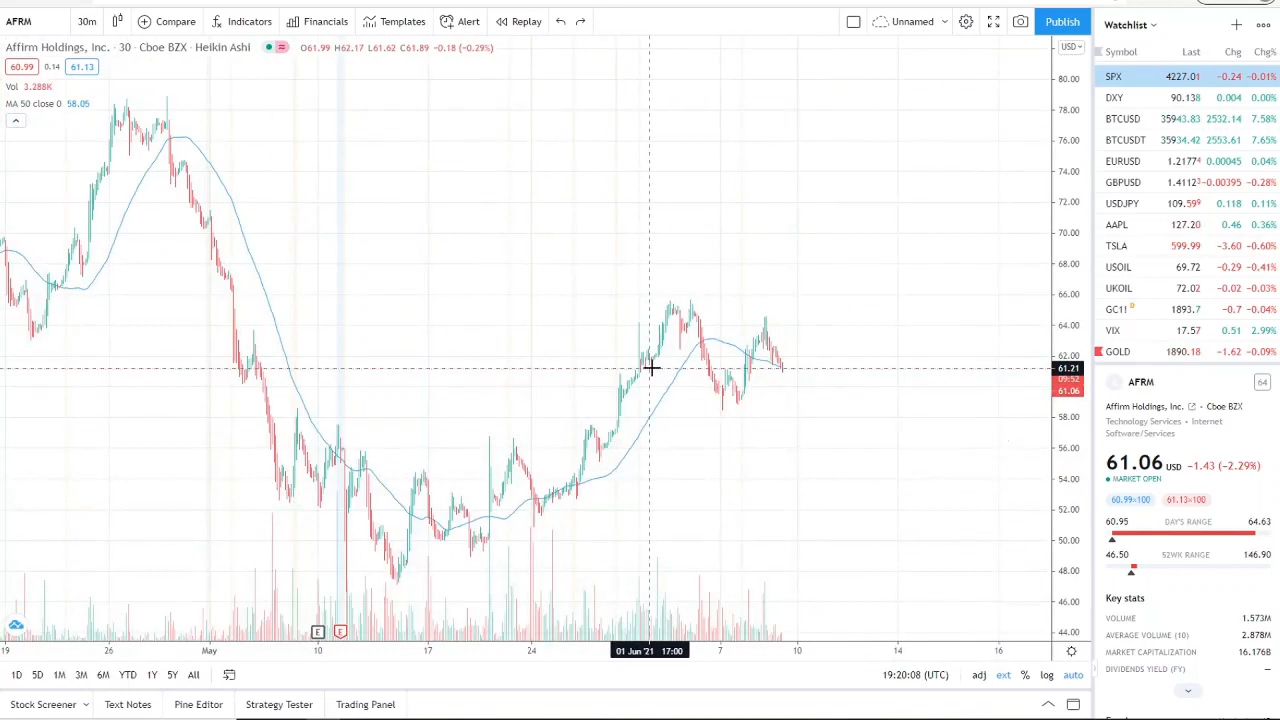 AFRM 30m Compare Indicators Financials Templates Alert Replay Unnamed Publish
Affirm Holdings, Inc. · 30 · Cboe BZX · Heikin Ashi O61.99 H62.17 L61.62 C61.89 −0.18 (−0.29%)
60.99 0.14 61.13
Vol 3.288K
MA 50 close 0 58.05
USD
80.00
78.00
76.00
74.00
72.00
70.00
68.00
66.00
64.00
62.00
61.21
09:52
61.06
58.00
56.00
54.00
52.00
50.00
48.00
46.00
44.00
E E
19 26 May 10 17 24 01 Jun '21 17:00 7 10 14 16
1D 5D 1M 3M 6M YTD 1Y 5Y All 19:20:08 (UTC) adj ext % log auto
Stock Screener Text Notes Pine Editor Strategy Tester Trading Panel
Watchlist
Symbol Last Chg Chg%
SPX 4227.01 −0.24 −0.01%
DXY 90.138 0.004 0.00%
BTCUSD 35943.83 2532.14 7.58%
BTCUSDT 35934.42 2553.61 7.65%
EURUSD 1.21774 0.00045 0.04%
GBPUSD 1.41123 −0.00395 −0.28%
USDJPY 109.599 0.118 0.11%
AAPL 127.20 0.46 0.36%
TSLA 599.99 −3.60 −0.60%
USOIL 69.72 −0.29 −0.41%
UKOIL 72.02 −0.02 −0.03%
GC1! D 1893.7 −0.7 −0.04%
VIX 17.57 0.51 2.99%
GOLD 1890.18 −1.62 −0.09%
AFRM 64
Affirm Holdings, Inc. · Cboe BZX
Technology Services · Internet
Software/Services
61.06 USD −1.43 (−2.29%)
MARKET OPEN
60.99×100 61.13×100
60.95 DAY'S RANGE 64.63
46.50 52WK RANGE 146.90
Key stats
VOLUME 1.573M
AVERAGE VOLUME (10) 2.878M
MARKET CAPITALIZATION 16.176B
DIVIDENDS YIELD (FY) —